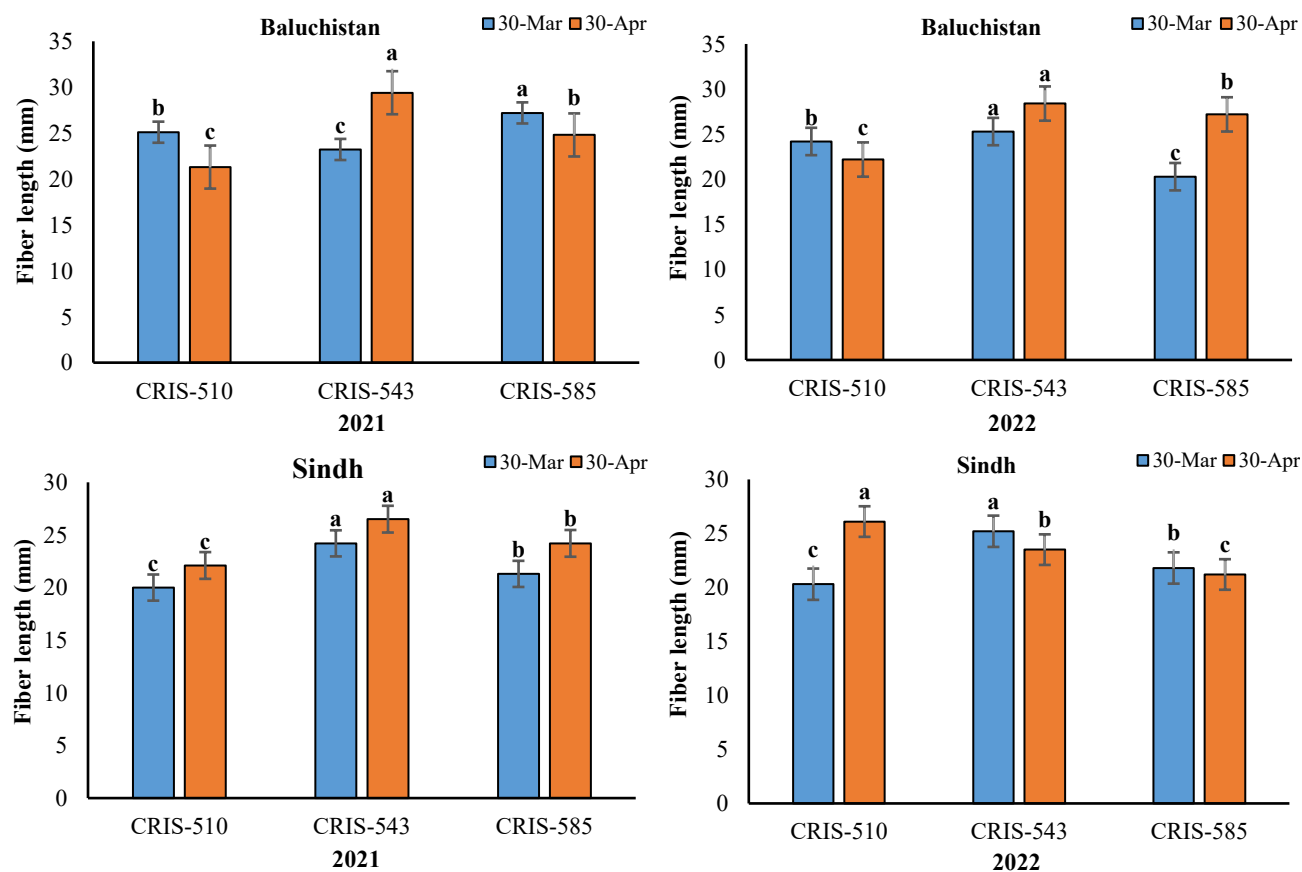 Baluchistan
30-Mar 30-Apr
Fiber length (mm)
35
30
25
20
15
10
5
0
b c c a a b
CRIS-510 CRIS-543 CRIS-585
2021
Baluchistan
30-Mar 30-Apr
Fiber length (mm)
35
30
25
20
15
10
5
0
b c a a c b
CRIS-510 CRIS-543 CRIS-585
2022
Sindh
30-Mar 30-Apr
Fiber length (mm)
30
25
20
15
10
5
0
c c a a b b
CRIS-510 CRIS-543 CRIS-585
2021
Sindh
30-Mar 30-Apr
Fiber length (mm)
30
25
20
15
10
5
0
c a a b b c
CRIS-510 CRIS-543 CRIS-585
2022